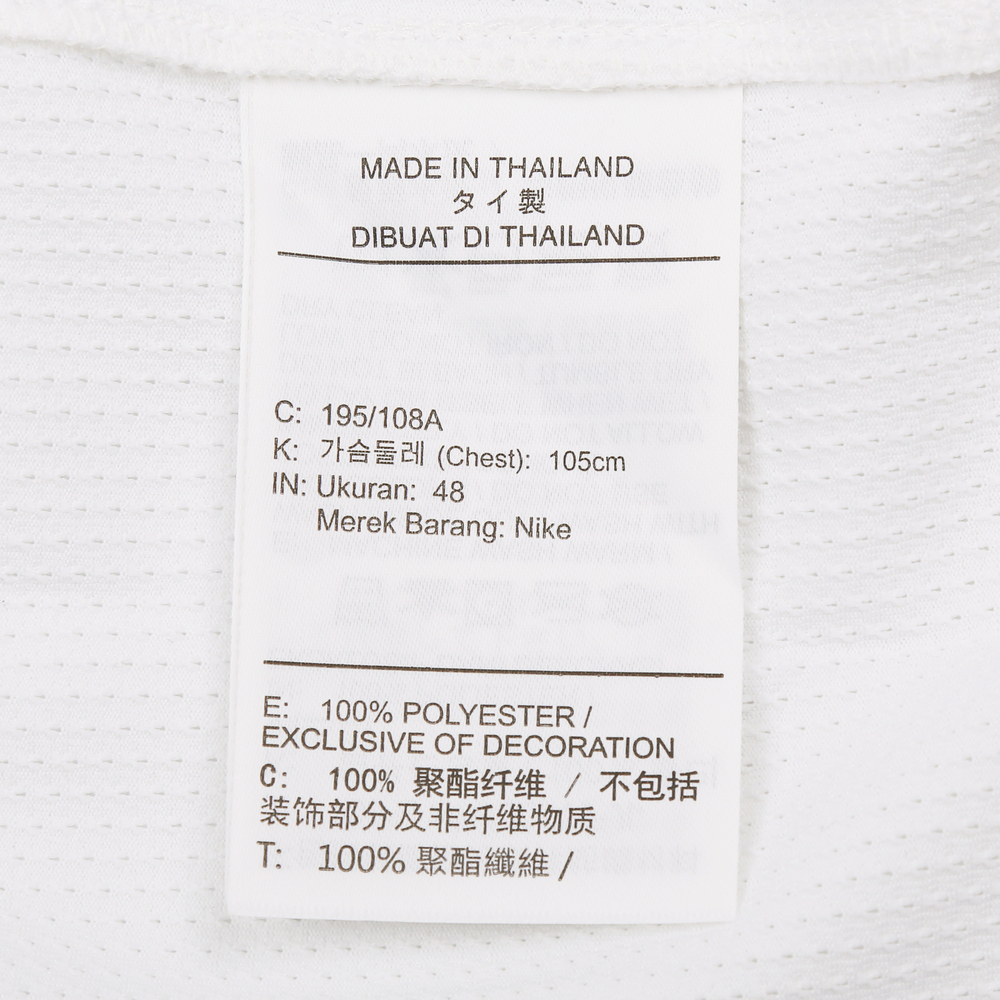 MADE IN THAILAND
タイ製
DIBUAT DI THAILAND
C: 195/108A
K: 가슴둘레 (Chest): 105cm
IN: Ukuran: 48
Merek Barang: Nike
E: 100% POLYESTER /
EXCLUSIVE OF DECORATION
C: 100% 聚酯纤维 / 不包括
装饰部分及非纤维物质
T: 100% 聚酯纖維 /